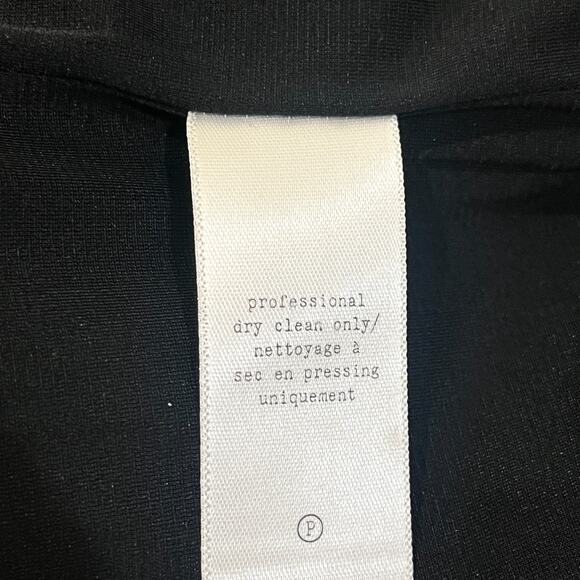 professional
dry clean only/
nettoyage à
sec en pressing
uniquement
P